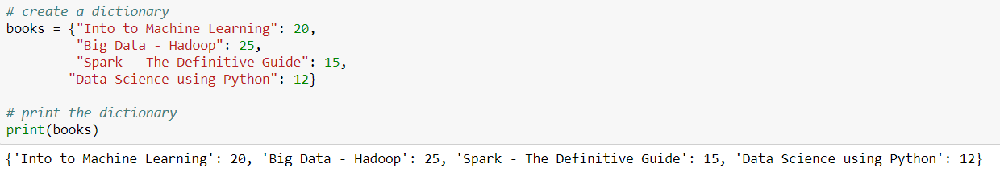 # create a dictionary
books = {"Into to Machine Learning": 20,
         "Big Data - Hadoop": 25,
         "Spark - The Definitive Guide": 15,
        "Data Science using Python": 12}
# print the dictionary
print(books)
{'Into to Machine Learning': 20, 'Big Data - Hadoop': 25, 'Spark - The Definitive Guide': 15, 'Data Science using Python': 12}